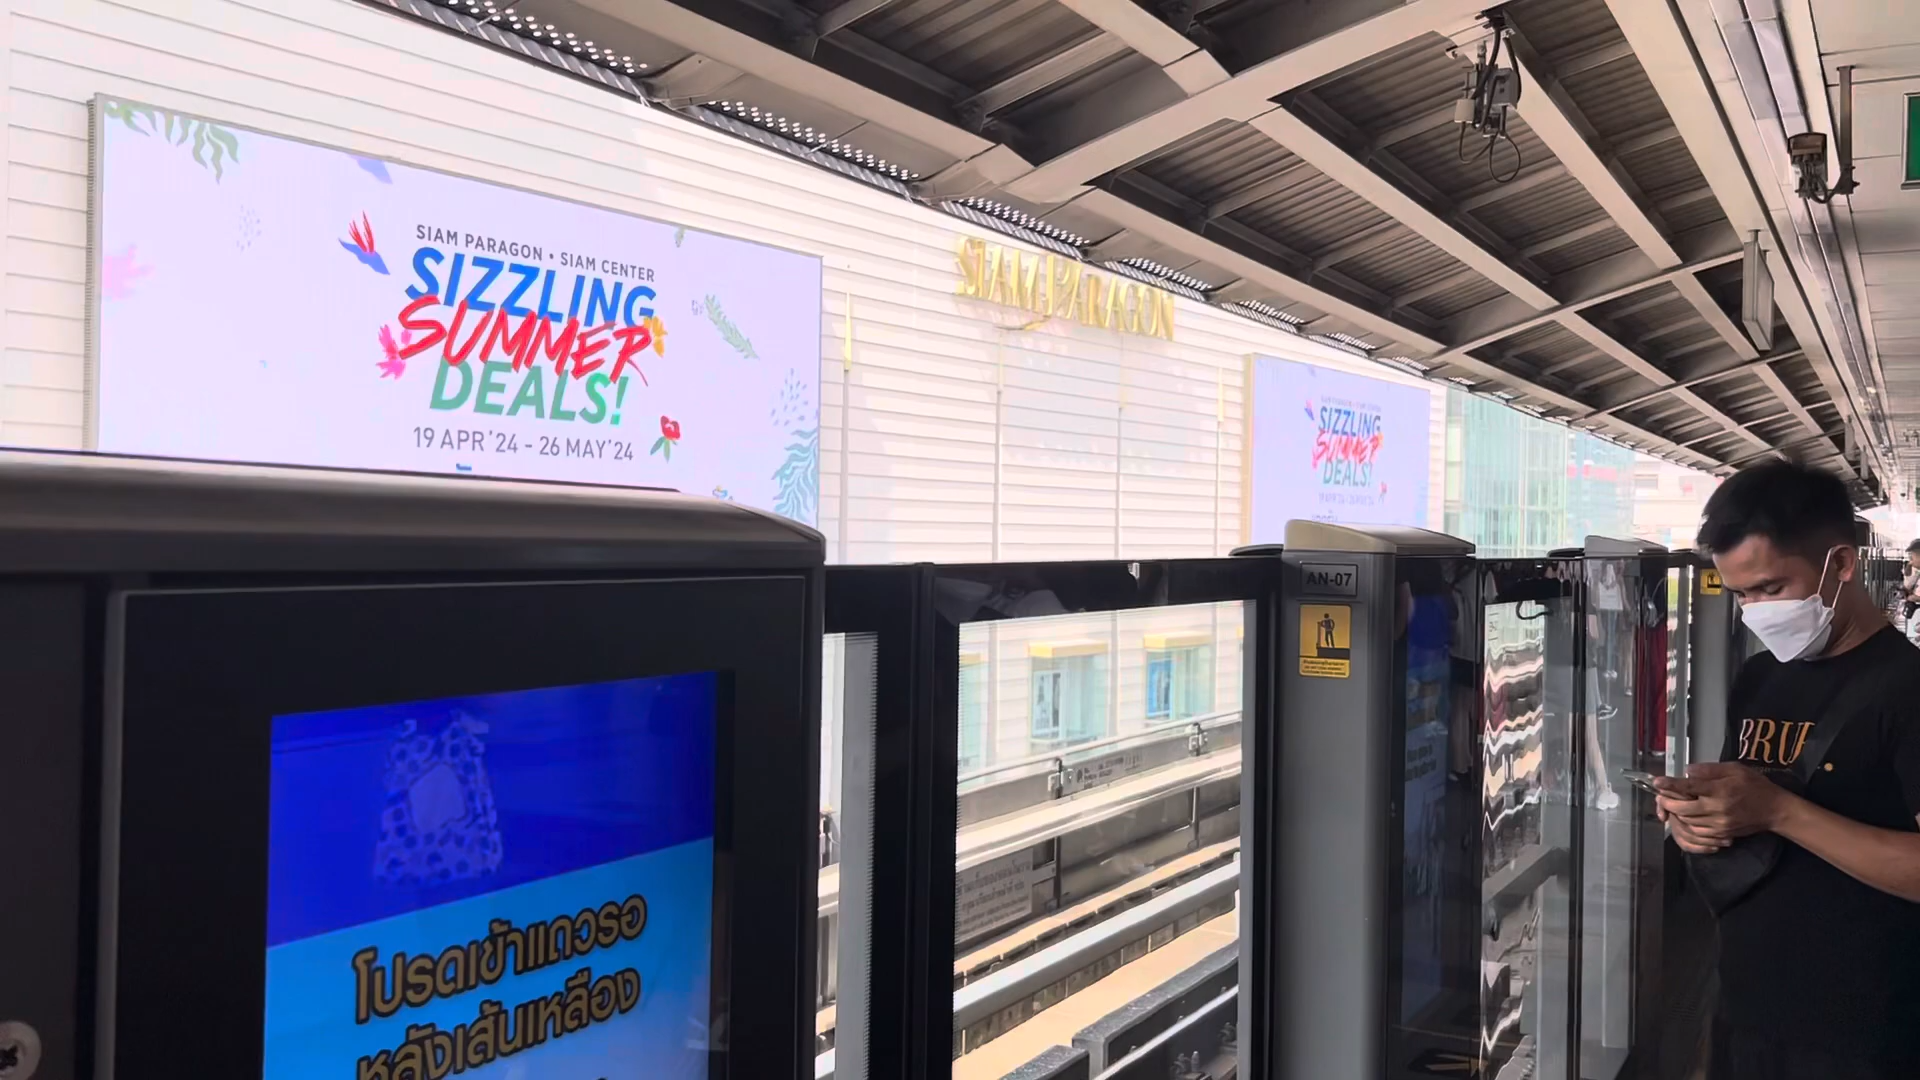 SIAM PARAGON • SIAM CENTER
SIZZLING
SUMMER
DEALS!
19 APR'24 - 26 MAY'24
SIAM PARAGON
SIZZLING
SUMMER
DEALS!
AN-07
BRUF
โปรดเข้าแถวรอ
หลังเส้นเหลือง